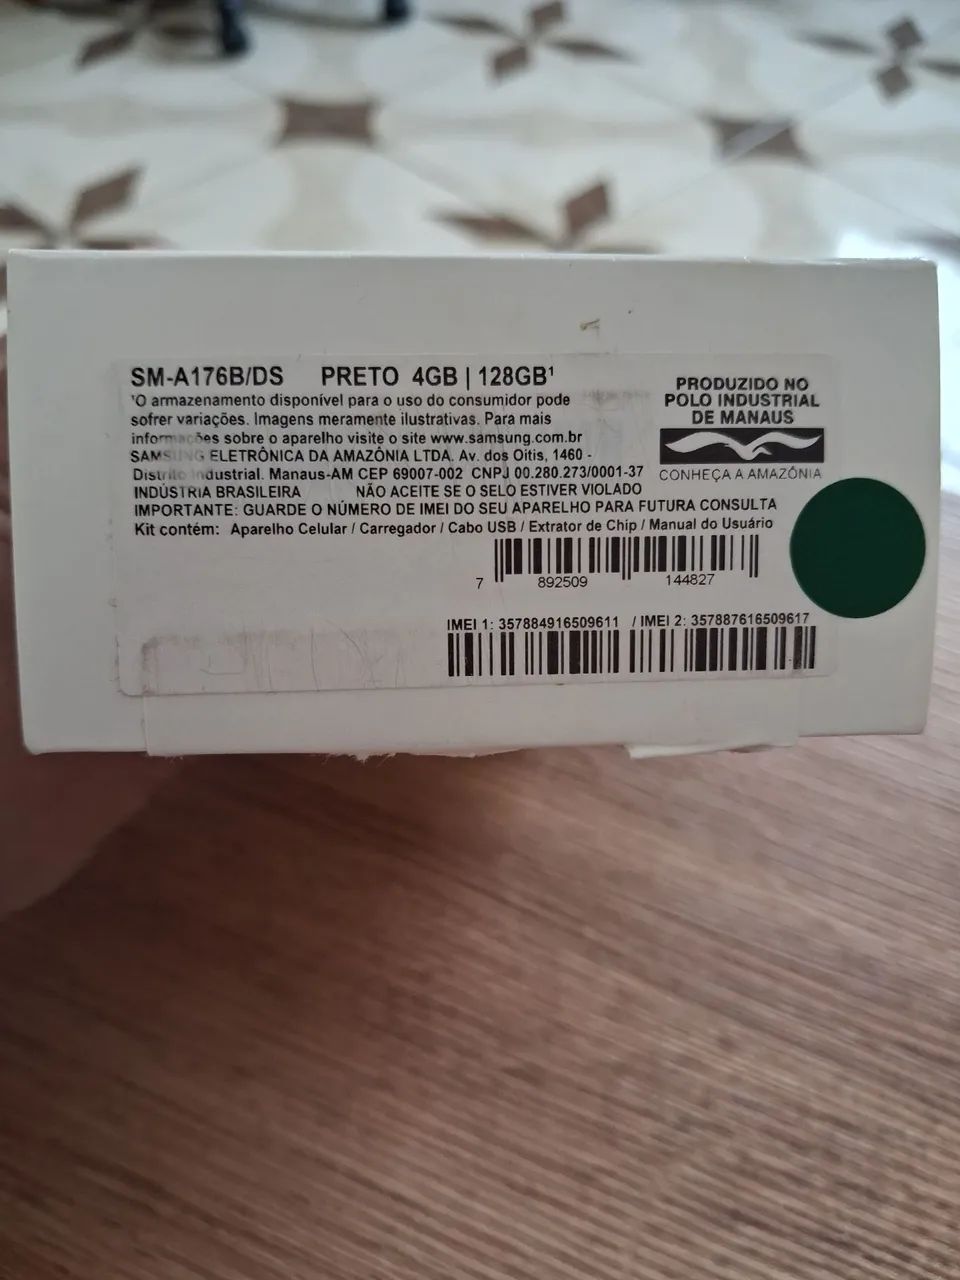 SM-A176B/DS PRETO 4GB | 128GB¹
¹O armazenamento disponível para o uso do consumidor pode
sofrer variações. Imagens meramente ilustrativas. Para mais
informações sobre o aparelho visite o site www.samsung.com.br
SAMSUNG ELETRÔNICA DA AMAZÔNIA LTDA. Av. dos Oitis, 1460 -
Distrito Industrial. Manaus-AM CEP 69007-002 CNPJ 00.280.273/0001-37
INDÚSTRIA BRASILEIRA NÃO ACEITE SE O SELO ESTIVER VIOLADO
IMPORTANTE: GUARDE O NÚMERO DE IMEI DO SEU APARELHO PARA FUTURA CONSULTA
Kit contém: Aparelho Celular / Carregador / Cabo USB / Extrator de Chip / Manual do Usuário
PRODUZIDO NO
POLO INDUSTRIAL
DE MANAUS
CONHEÇA A AMAZÔNIA
7 892509 144827
IMEI 1: 357884916509611 / IMEI 2: 357887616509617